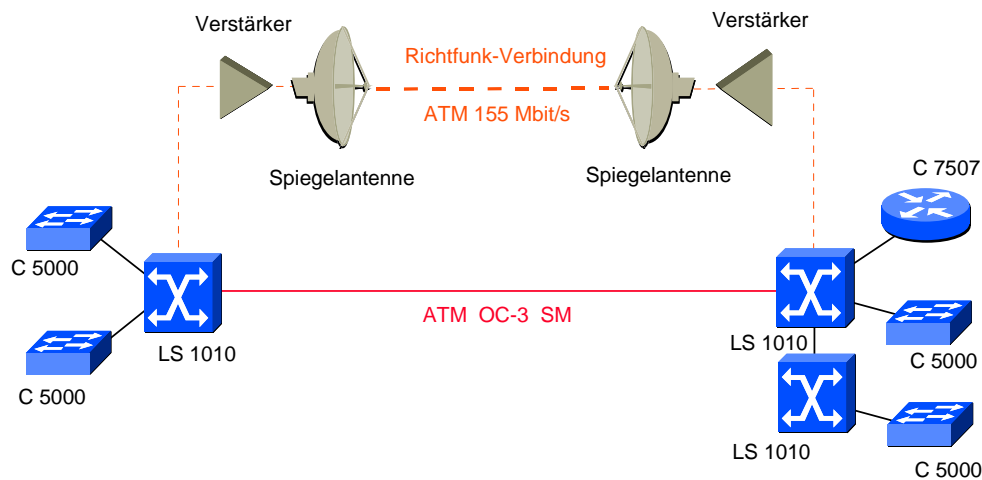 Verstärker
Verstärker
Richtfunk-Verbindung
ATM 155 Mbit/s
Spiegelantenne
Spiegelantenne
C 7507
C 5000
ATM OC-3 SM
LS 1010
LS 1010
C 5000
C 5000
LS 1010
C 5000